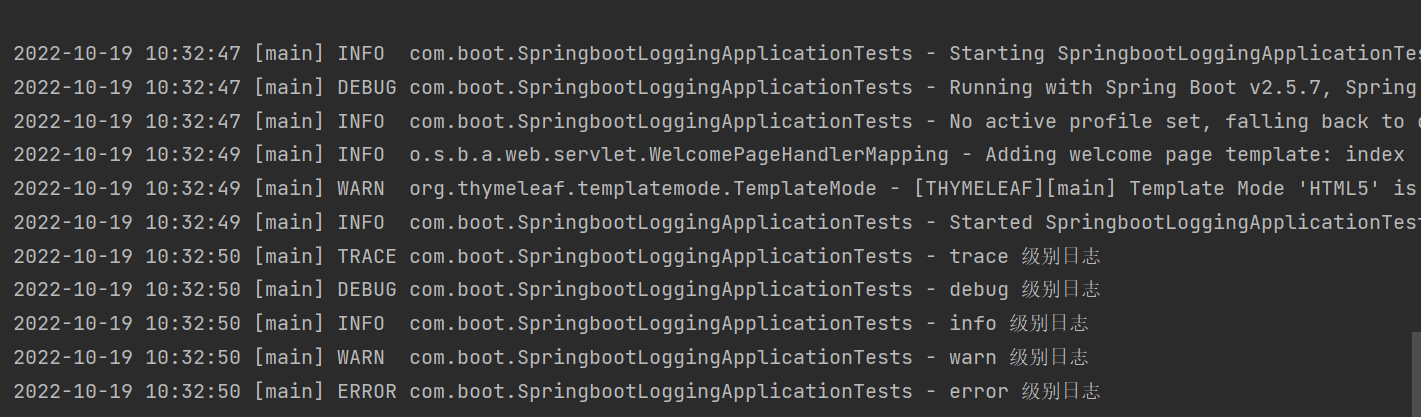 2022-10-19 10:32:47 [main] INFO  com.boot.SpringbootLoggingApplicationTests - Starting SpringbootLoggingApplicationTes
2022-10-19 10:32:47 [main] DEBUG com.boot.SpringbootLoggingApplicationTests - Running with Spring Boot v2.5.7, Spring
2022-10-19 10:32:47 [main] INFO  com.boot.SpringbootLoggingApplicationTests - No active profile set, falling back to
2022-10-19 10:32:49 [main] INFO  o.s.b.a.web.servlet.WelcomePageHandlerMapping - Adding welcome page template: index
2022-10-19 10:32:49 [main] WARN  org.thymeleaf.templatemode.TemplateMode - [THYMELEAF][main] Template Mode 'HTML5' is
2022-10-19 10:32:49 [main] INFO  com.boot.SpringbootLoggingApplicationTests - Started SpringbootLoggingApplicationTest
2022-10-19 10:32:50 [main] TRACE com.boot.SpringbootLoggingApplicationTests - trace 级别日志
2022-10-19 10:32:50 [main] DEBUG com.boot.SpringbootLoggingApplicationTests - debug 级别日志
2022-10-19 10:32:50 [main] INFO  com.boot.SpringbootLoggingApplicationTests - info 级别日志
2022-10-19 10:32:50 [main] WARN  com.boot.SpringbootLoggingApplicationTests - warn 级别日志
2022-10-19 10:32:50 [main] ERROR com.boot.SpringbootLoggingApplicationTests - error 级别日志